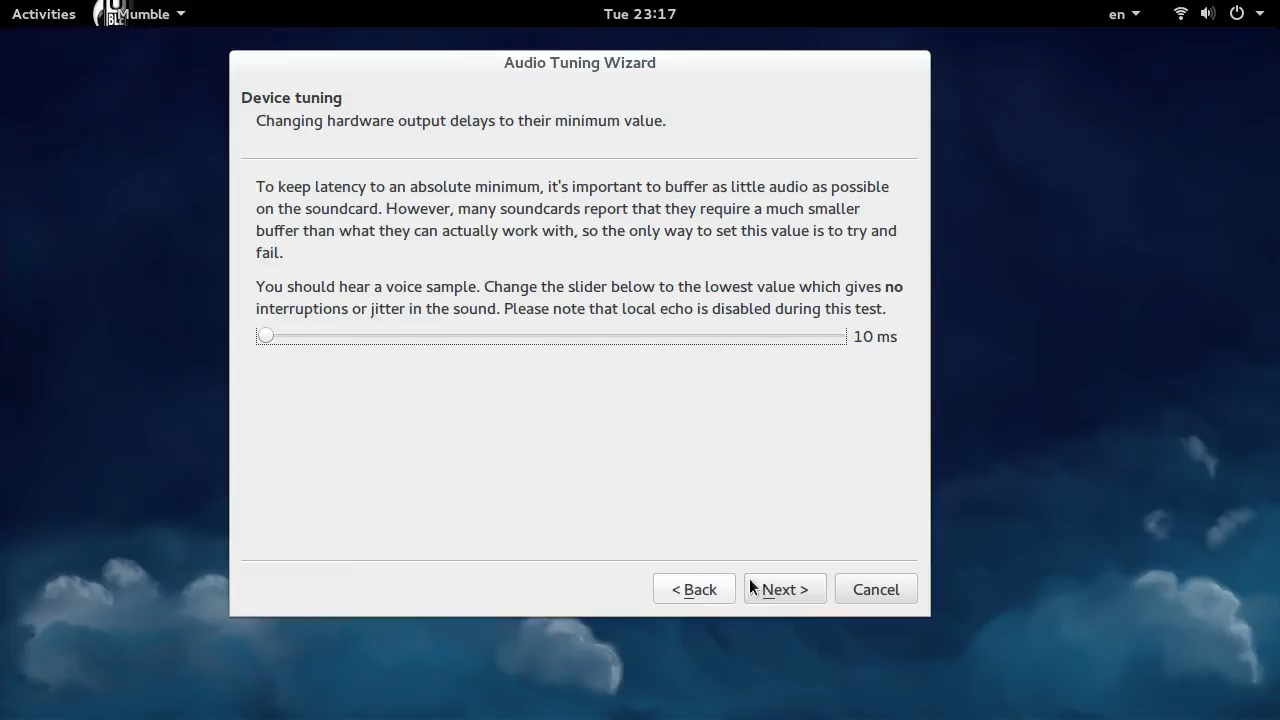 Activities Mumble Tue 23:17 en
Audio Tuning Wizard
Device tuning
Changing hardware output delays to their minimum value.
To keep latency to an absolute minimum, it's important to buffer as little audio as possible
on the soundcard. However, many soundcards report that they require a much smaller
buffer than what they can actually work with, so the only way to set this value is to try and
fail.
You should hear a voice sample. Change the slider below to the lowest value which gives no
interruptions or jitter in the sound. Please note that local echo is disabled during this test.
10 ms
< Back Next > Cancel